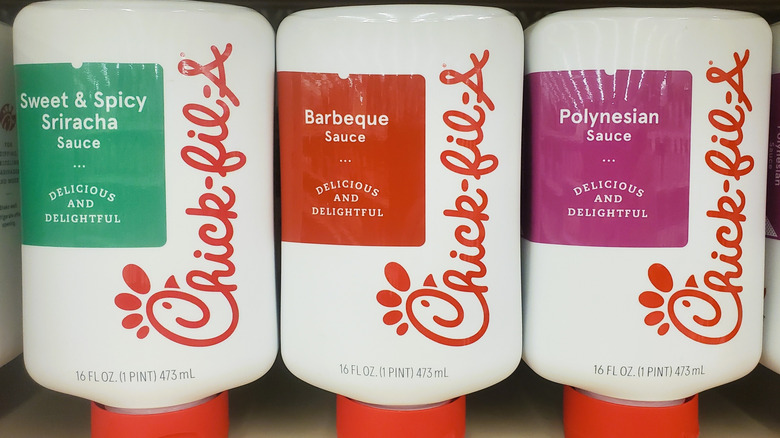 Sweet & Spicy
Sriracha
Sauce
...
DELICIOUS
AND
DELIGHTFUL
Chick-fil-A®
16 FL OZ. (1 PINT) 473 mL
Barbeque
Sauce
...
DELICIOUS
AND
DELIGHTFUL
Chick-fil-A®
16 FL OZ. (1 PINT) 473 mL
Polynesian
Sauce
...
DELICIOUS
AND
DELIGHTFUL
Chick-fil-A®
16 FL OZ. (1 PINT) 473 mL